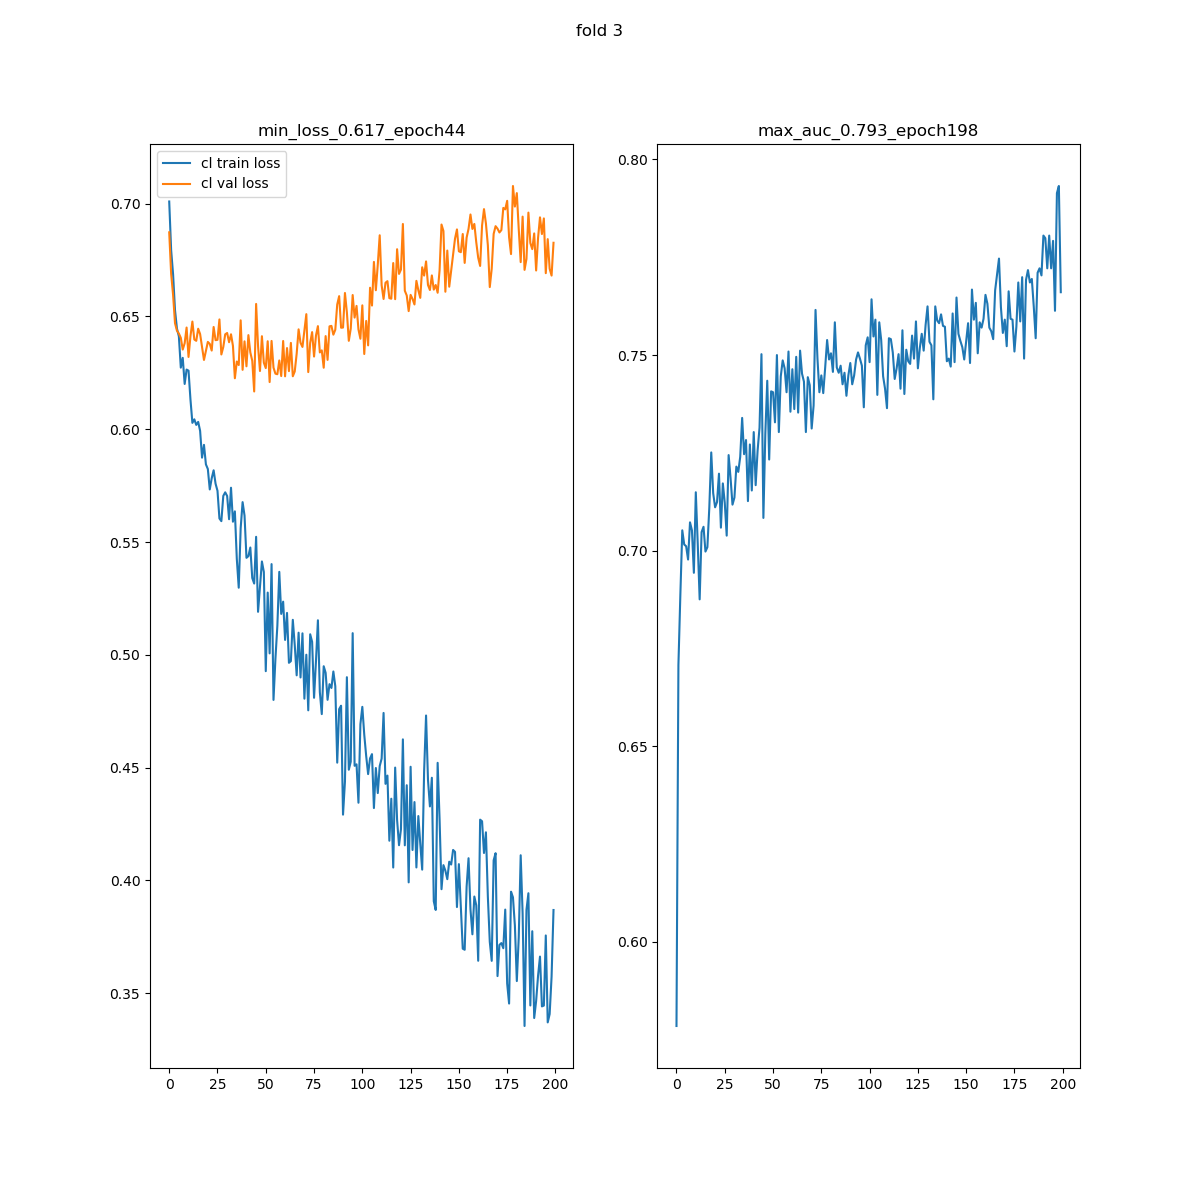 fold 3
min_loss_0.617_epoch44
cl train loss
cl val loss
0.70
0.65
0.60
0.55
0.50
0.45
0.40
0.35
0 25 50 75 100 125 150 175 200
max_auc_0.793_epoch198
0.80
0.75
0.70
0.65
0.60
0 25 50 75 100 125 150 175 200